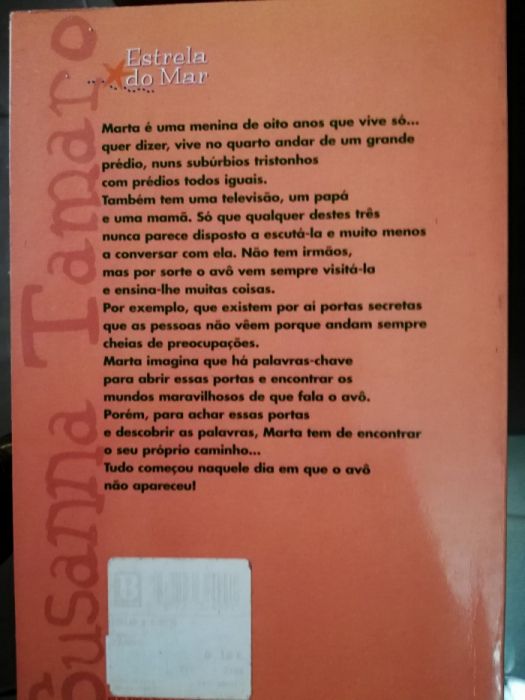 Susanna Tamaro
Estrela
do Mar
Marta é uma menina de oito anos que vive só...
quer dizer, vive no quarto andar de um grande
prédio, nuns subúrbios tristonhos
com prédios todos iguais.
Também tem uma televisão, um papá
e uma mamã. Só que qualquer destes três
nunca parece disposto a escutá-la e muito menos
a conversar com ela. Não tem irmãos,
mas por sorte o avô vem sempre visitá-la
e ensina-lhe muitas coisas.
Por exemplo, que existem por ai portas secretas
que as pessoas não vêem porque andam sempre
cheias de preocupações.
Marta imagina que há palavras-chave
para abrir essas portas e encontrar os
mundos maravilhosos de que fala o avô.
Porém, para achar essas portas
e descobrir as palavras, Marta tem de encontrar
o seu próprio caminho...
Tudo começou naquele dia em que o avô
não apareceu!